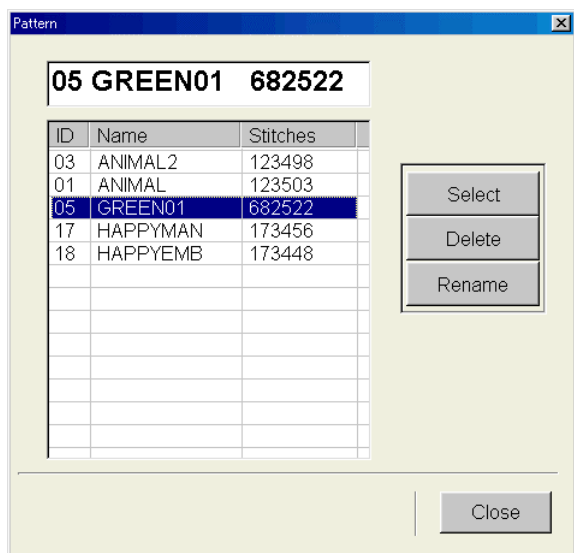 Pattern
05 GREEN01 682522
ID Name Stitches
03 ANIMAL2 123498
01 ANIMAL 123503
05 GREEN01 682522
17 HAPPYMAN 173456
18 HAPPYEMB 173448
Select
Delete
Rename
Close